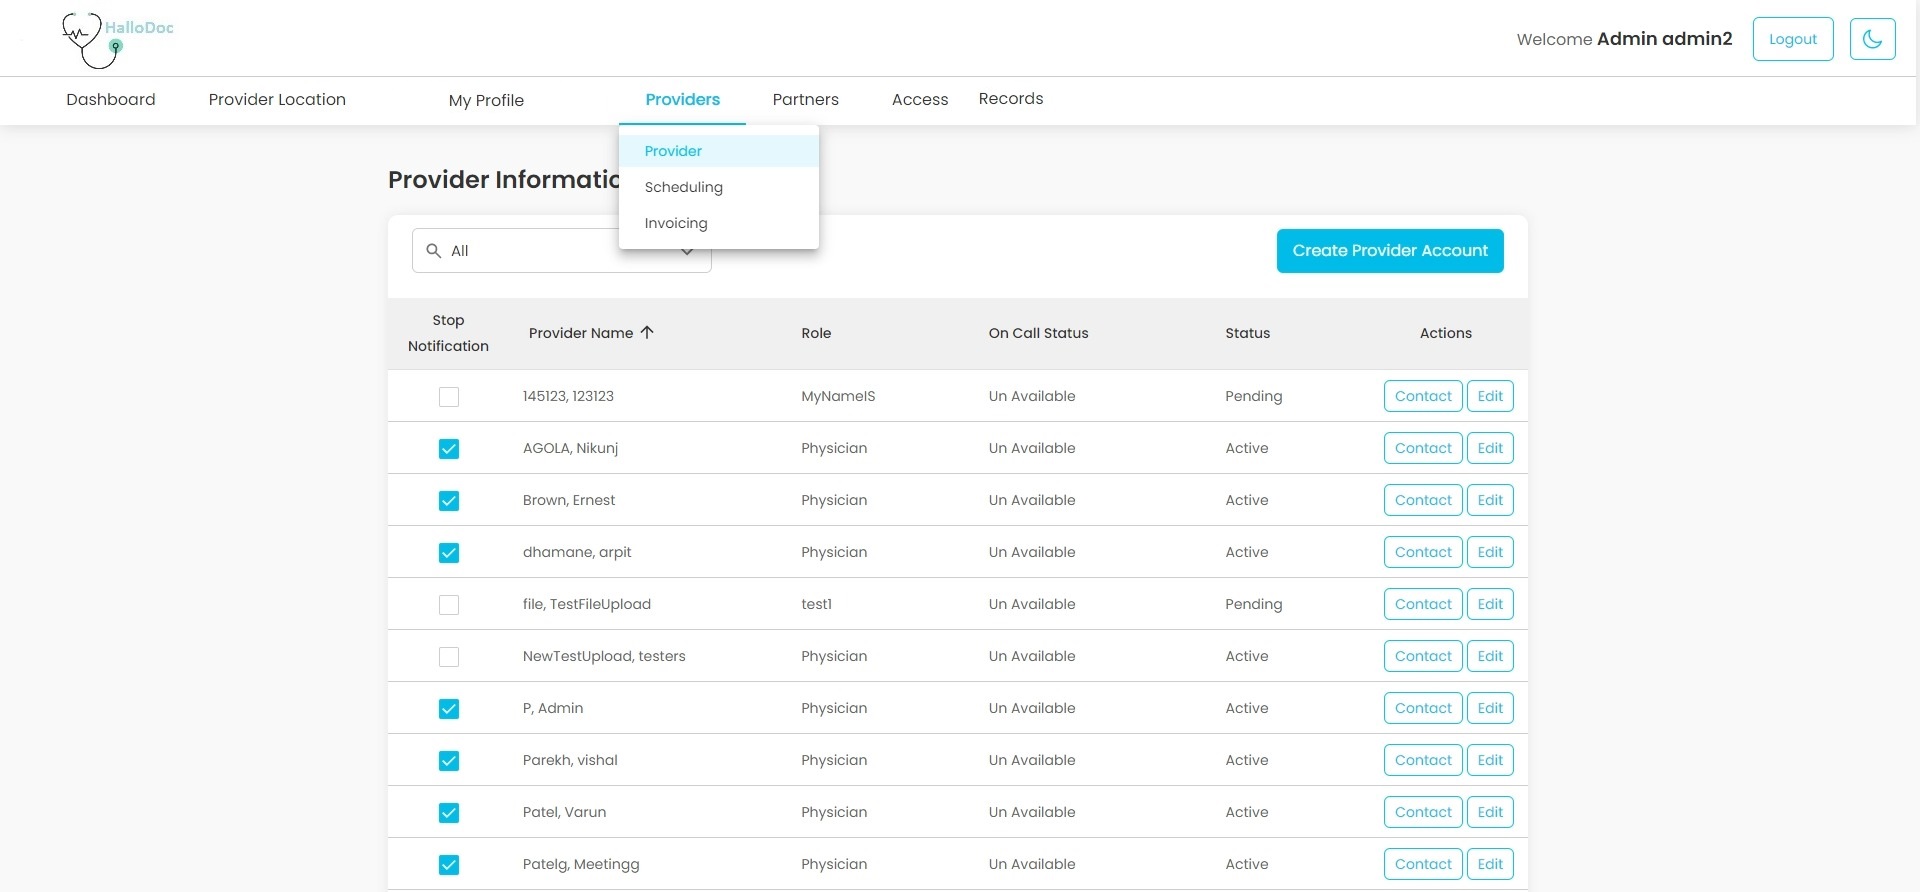 HalloDoc
Welcome Admin admin2
Logout
Dashboard
Provider Location
My Profile
Providers
Partners
Access
Records
Provider
Scheduling
Invoicing
Provider Informatio
All
Create Provider Account
Stop
Notification
Provider Name
Role
On Call Status
Status
Actions
145123, 123123 MyNameIS Un Available Pending Contact Edit
AGOLA, Nikunj Physician Un Available Active Contact Edit
Brown, Ernest Physician Un Available Active Contact Edit
dhamane, arpit Physician Un Available Active Contact Edit
file, TestFileUpload test1 Un Available Pending Contact Edit
NewTestUpload, testers Physician Un Available Active Contact Edit
P, Admin Physician Un Available Active Contact Edit
Parekh, vishal Physician Un Available Active Contact Edit
Patel, Varun Physician Un Available Active Contact Edit
Patelg, Meetingg Physician Un Available Active Contact Edit